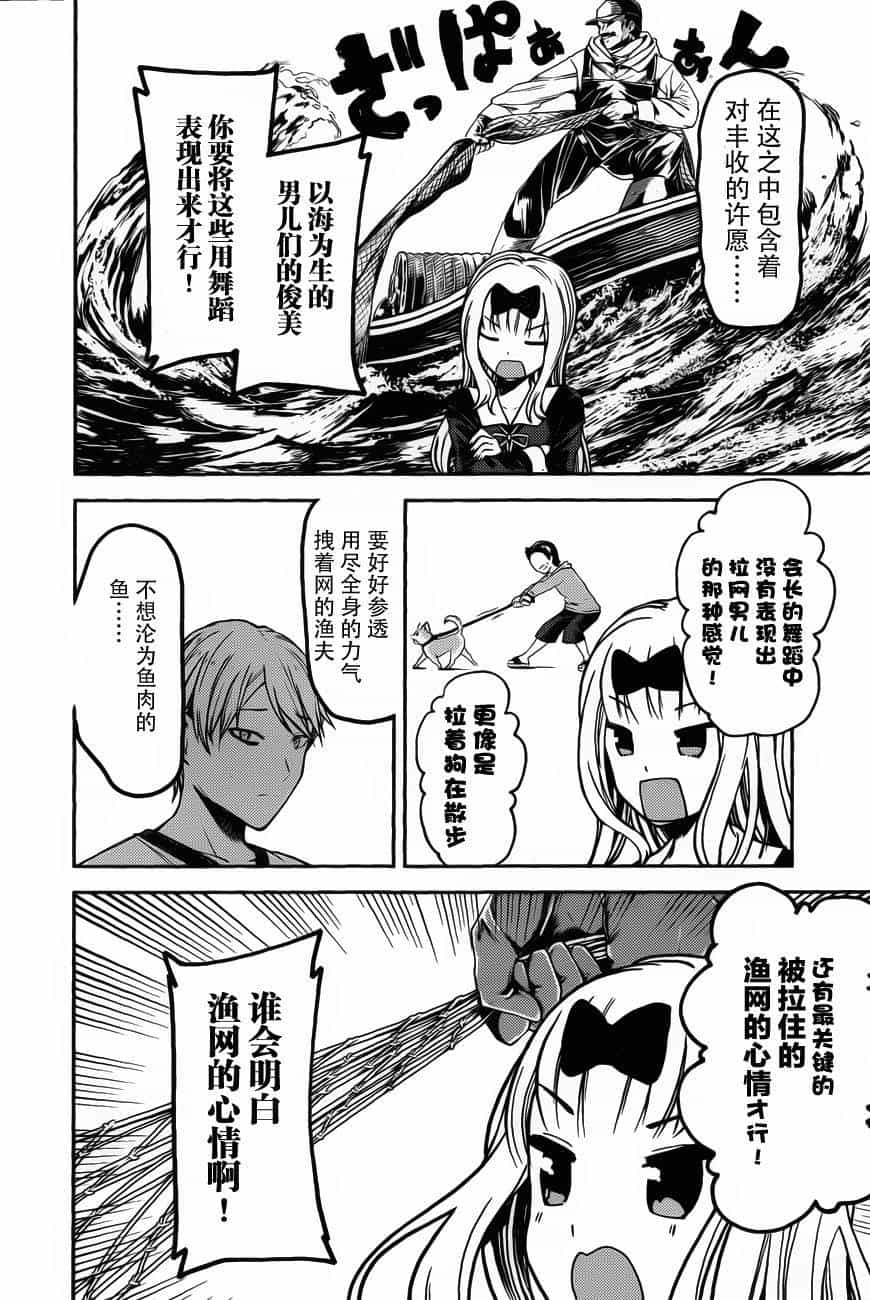 ざっぱぁぁん
在这之中包含着
对丰收的许愿……
以海为生的
男儿们的俊美
你要将这些用舞蹈
表现出来才行！
会长的舞蹈中
没有表现出
拉网男儿
的那种感觉！
更像是
拉着狗在散步
要好好参透
用尽全身的力气
拽着网的渔夫
不想沦为鱼肉的
鱼……
还有最关键的
被拉住的
渔网的心情才行！
谁会明白
渔网的心情啊！